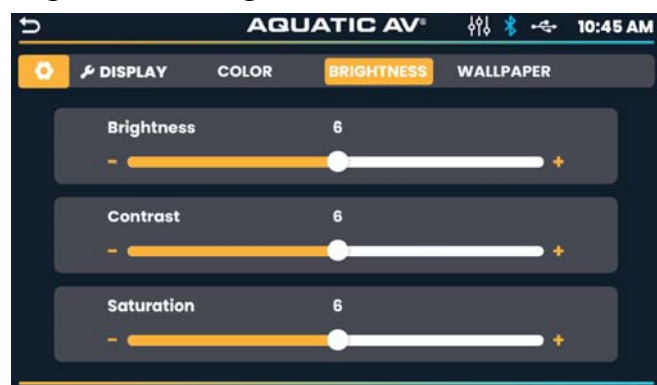 AQUATIC AV® 10:45 AM
DISPLAY COLOR BRIGHTNESS WALLPAPER
Brightness 6
- +
Contrast 6
- +
Saturation 6
- +